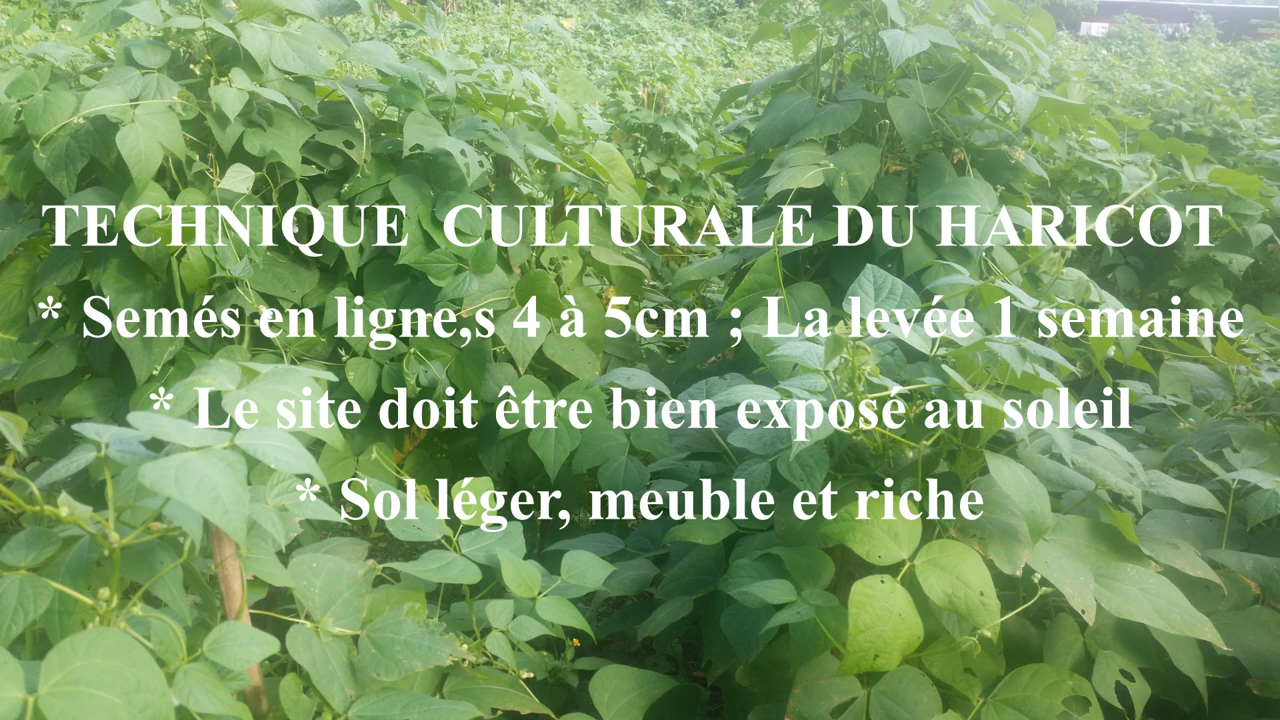 TECHNIQUE CULTURALE DU HARICOT
* Semés en ligne,s 4 à 5cm ; La levée 1 semaine
* Le site doit être bien exposé au soleil
* Sol léger, meuble et riche